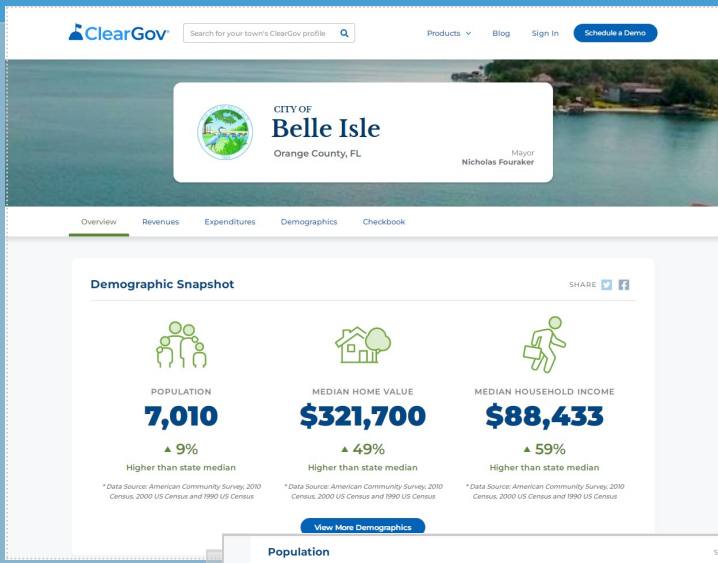 ClearGov
Search for your town's ClearGov profile
Products
Blog
Sign In
Schedule a Demo
CITY OF
Belle Isle
Orange County, FL
Mayor
Nicholas Fouraker
Overview
Revenues
Expenditures
Demographics
Checkbook
Demographic Snapshot
SHARE
POPULATION
7,010
▲ 9%
Higher than state median
* Data Source: American Community Survey, 2010
Census, 2000 US Census and 1990 US Census
MEDIAN HOME VALUE
$321,700
▲ 49%
Higher than state median
* Data Source: American Community Survey, 2010
Census, 2000 US Census and 1990 US Census
MEDIAN HOUSEHOLD INCOME
$88,433
▲ 59%
Higher than state median
* Data Source: American Community Survey, 2010
Census, 2000 US Census and 1990 US Census
View More Demographics
Population